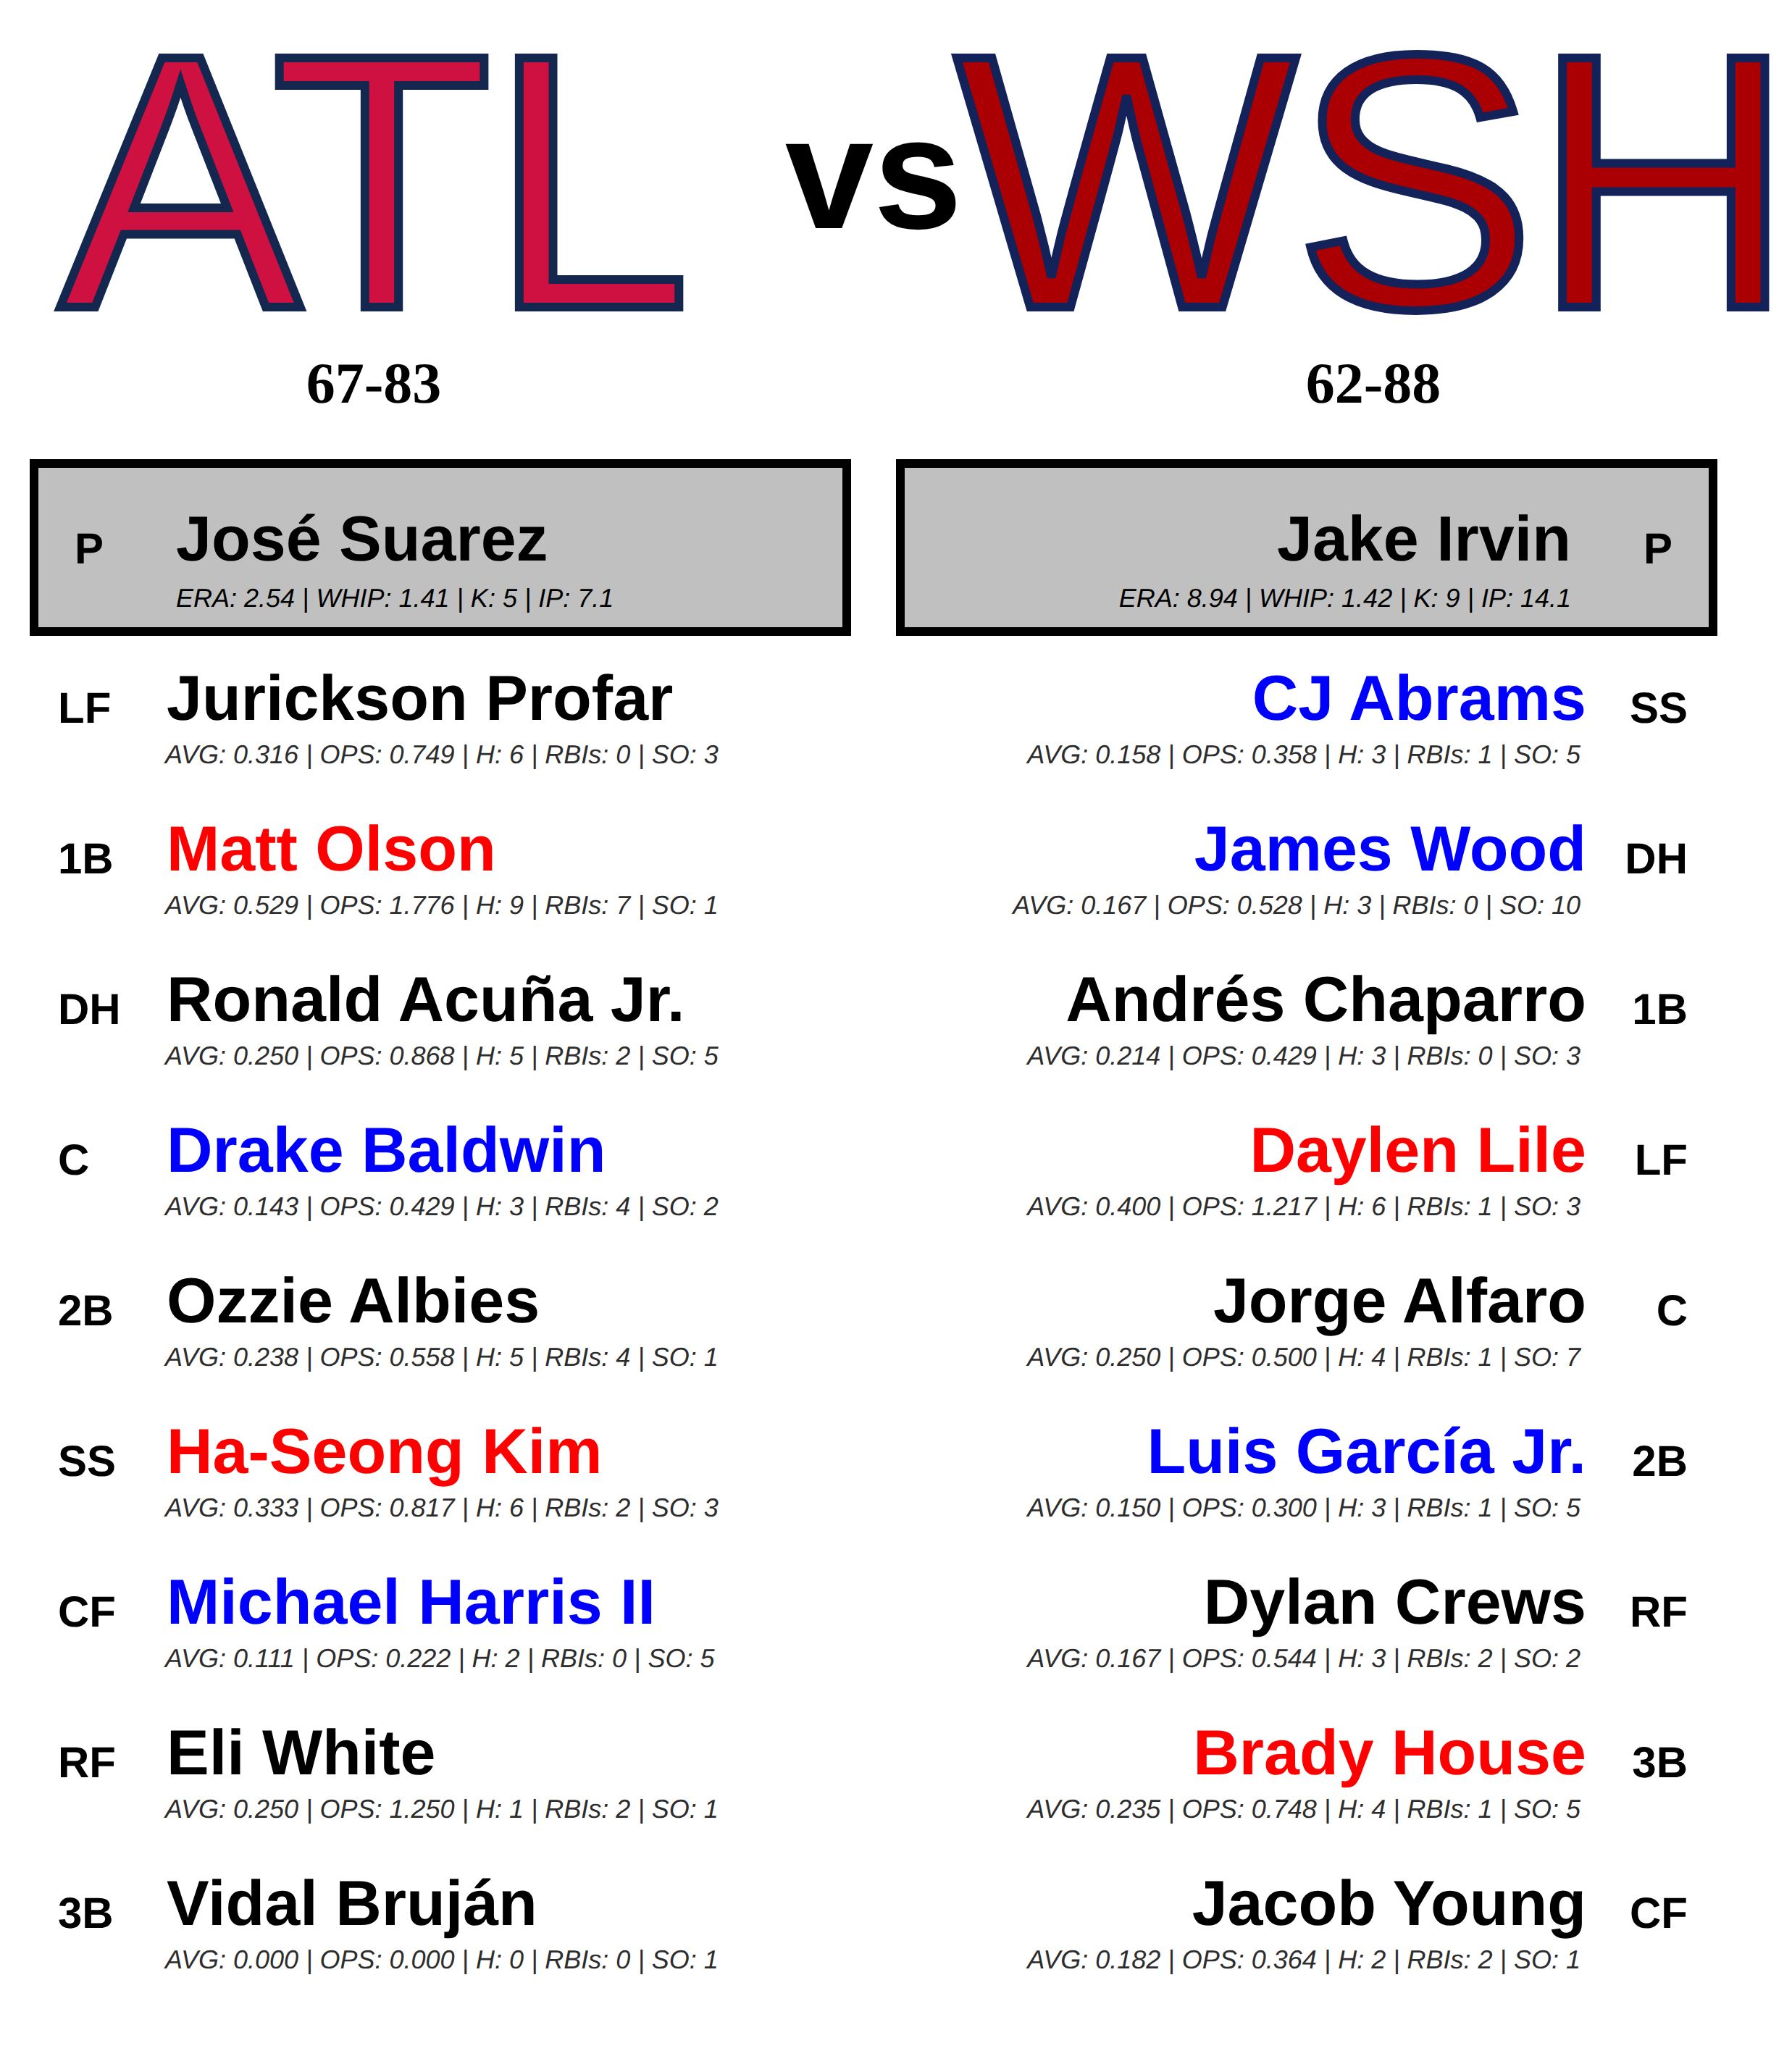 ATL vs WSH
67-83
62-88
P José Suarez
ERA: 2.54 | WHIP: 1.41 | K: 5 | IP: 7.1
Jake Irvin P
ERA: 8.94 | WHIP: 1.42 | K: 9 | IP: 14.1
LF Jurickson Profar
AVG: 0.316 | OPS: 0.749 | H: 6 | RBIs: 0 | SO: 3
1B Matt Olson
AVG: 0.529 | OPS: 1.776 | H: 9 | RBIs: 7 | SO: 1
DH Ronald Acuña Jr.
AVG: 0.250 | OPS: 0.868 | H: 5 | RBIs: 2 | SO: 5
C Drake Baldwin
AVG: 0.143 | OPS: 0.429 | H: 3 | RBIs: 4 | SO: 2
2B Ozzie Albies
AVG: 0.238 | OPS: 0.558 | H: 5 | RBIs: 4 | SO: 1
SS Ha-Seong Kim
AVG: 0.333 | OPS: 0.817 | H: 6 | RBIs: 2 | SO: 3
CF Michael Harris II
AVG: 0.111 | OPS: 0.222 | H: 2 | RBIs: 0 | SO: 5
RF Eli White
AVG: 0.250 | OPS: 1.250 | H: 1 | RBIs: 2 | SO: 1
3B Vidal Bruján
AVG: 0.000 | OPS: 0.000 | H: 0 | RBIs: 0 | SO: 1
CJ Abrams SS
AVG: 0.158 | OPS: 0.358 | H: 3 | RBIs: 1 | SO: 5
James Wood DH
AVG: 0.167 | OPS: 0.528 | H: 3 | RBIs: 0 | SO: 10
Andrés Chaparro 1B
AVG: 0.214 | OPS: 0.429 | H: 3 | RBIs: 0 | SO: 3
Daylen Lile LF
AVG: 0.400 | OPS: 1.217 | H: 6 | RBIs: 1 | SO: 3
Jorge Alfaro C
AVG: 0.250 | OPS: 0.500 | H: 4 | RBIs: 1 | SO: 7
Luis García Jr. 2B
AVG: 0.150 | OPS: 0.300 | H: 3 | RBIs: 1 | SO: 5
Dylan Crews RF
AVG: 0.167 | OPS: 0.544 | H: 3 | RBIs: 2 | SO: 2
Brady House 3B
AVG: 0.235 | OPS: 0.748 | H: 4 | RBIs: 1 | SO: 5
Jacob Young CF
AVG: 0.182 | OPS: 0.364 | H: 2 | RBIs: 2 | SO: 1